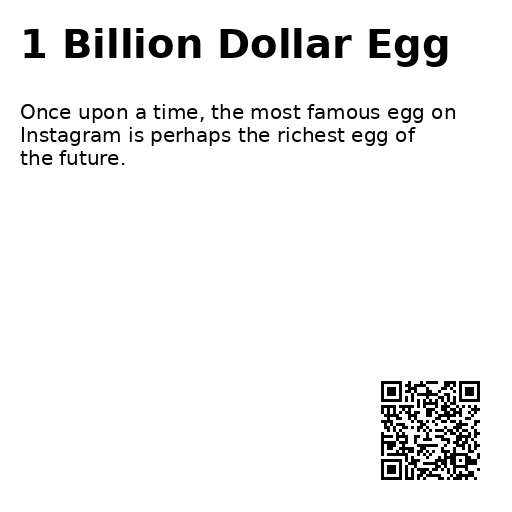 1 Billion Dollar Egg
Once upon a time, the most famous egg on
Instagram is perhaps the richest egg of
the future.